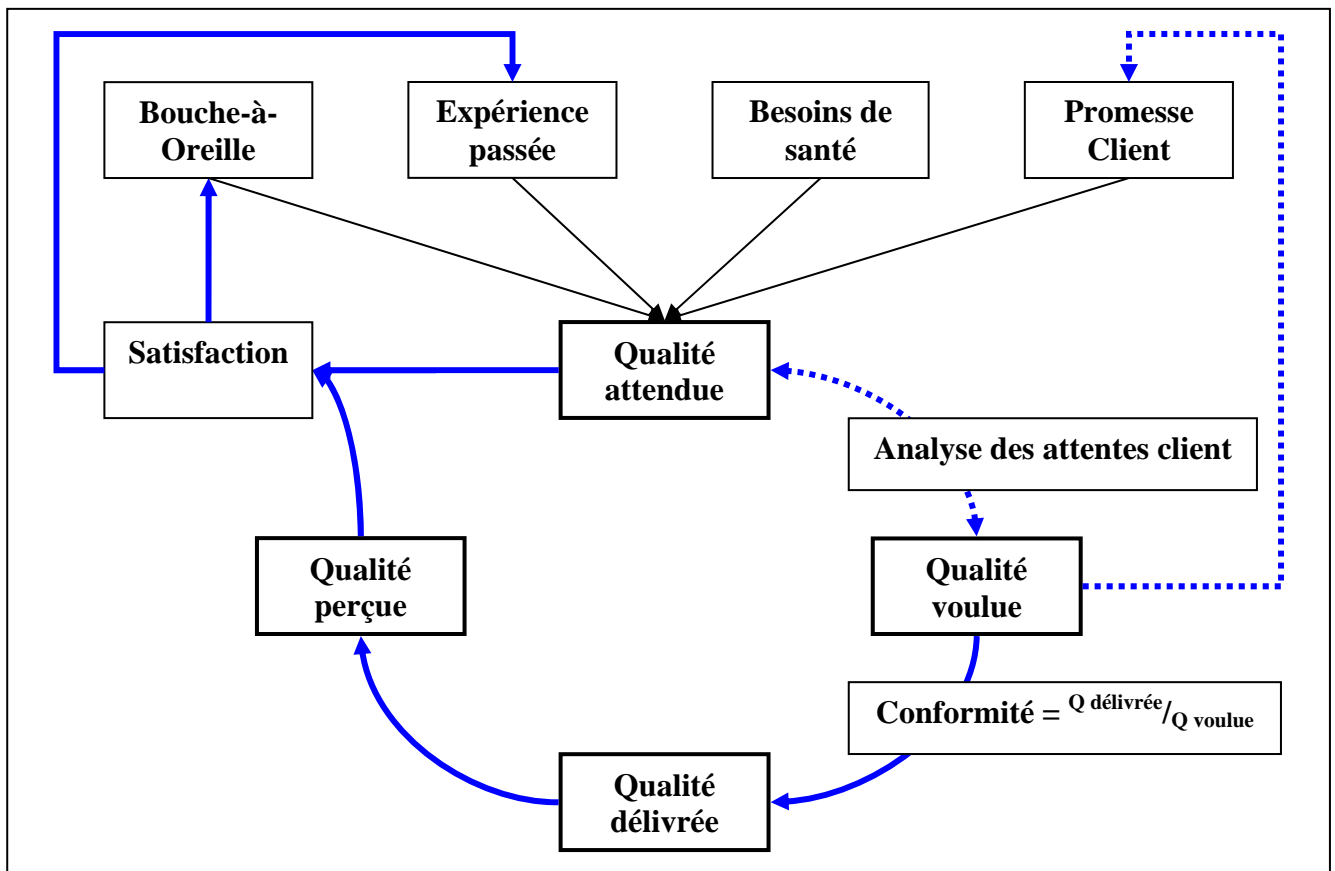 Bouche-à-
Oreille
Expérience
passée
Besoins de
santé
Promesse
Client
Satisfaction
Qualité
attendue
Analyse des attentes client
Qualité
perçue
Qualité
voulue
Conformité = Q délivrée/Q voulue
Qualité
délivrée